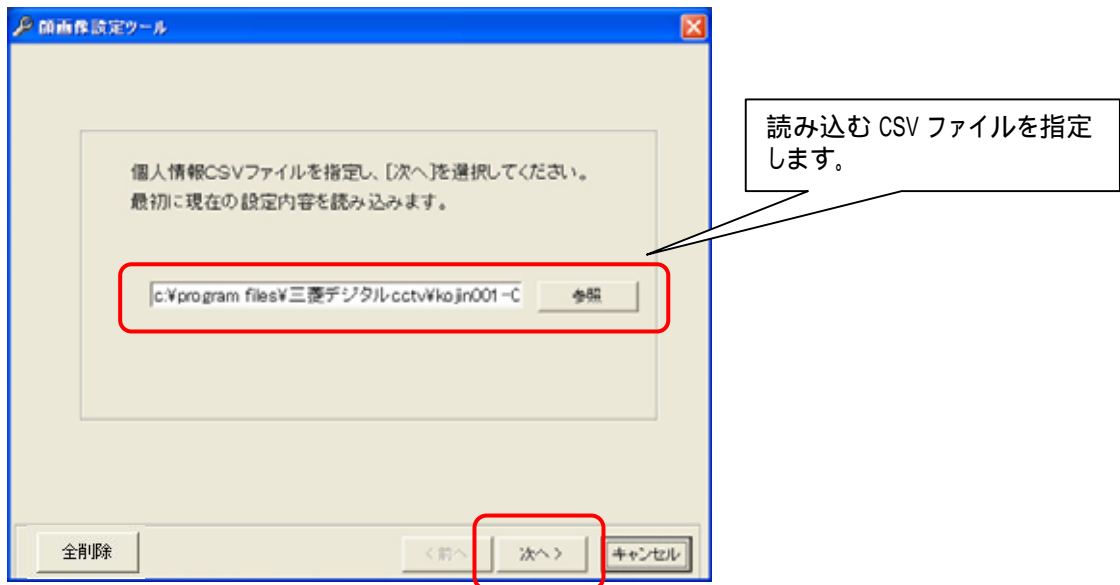 顔画像設定ツール
読み込む CSV ファイルを指定
します。
個人情報CSVファイルを指定し、[次へ]を選択してください。
最初に現在の設定内容を読み込みます。
c:¥program files¥三菱デジタルcctv¥kojin001-C
参照
全削除
<前へ
次へ>
キャンセル